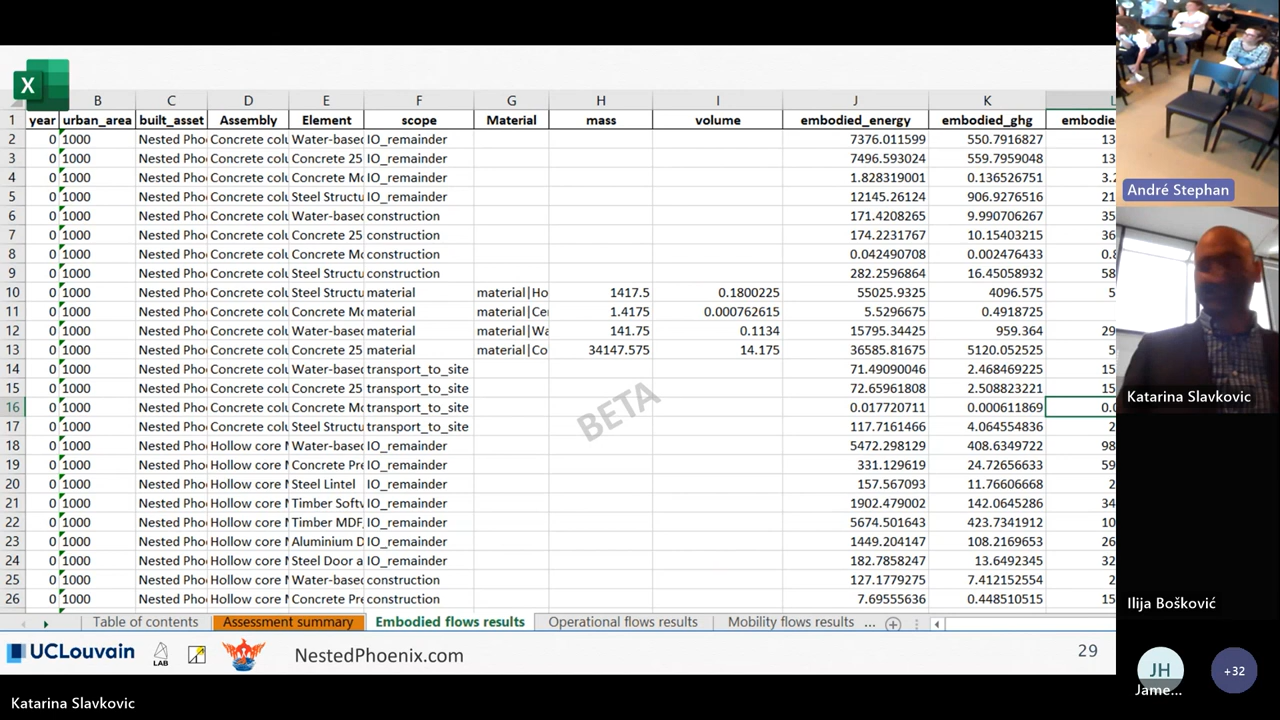 X
B C D E F G H I J K L
1 year urban_area built_asset Assembly Element scope Material mass volume embodied_energy embodied_ghg embodie
2 0 1000 Nested Pho Concrete colu Water-based IO_remainder 7376.011599 550.7916827 13
3 0 1000 Nested Pho Concrete colu Concrete 25 IO_remainder 7496.593024 559.7959048 13
4 0 1000 Nested Pho Concrete colu Concrete Mo IO_remainder 1.828319001 0.136526751 3.2
5 0 1000 Nested Pho Concrete colu Steel Structu IO_remainder 12145.26124 906.9276516 21
6 0 1000 Nested Pho Concrete colu Water-based construction 171.4208265 9.990706267 35
7 0 1000 Nested Pho Concrete colu Concrete 25 construction 174.2231767 10.15403215 36
8 0 1000 Nested Pho Concrete colu Concrete Mo construction 0.042490708 0.002476433 0.8
9 0 1000 Nested Pho Concrete colu Steel Structu construction 282.2596864 16.45058932 58
10 0 1000 Nested Pho Concrete colu Steel Structu material material|Ho 1417.5 0.1800225 55025.9325 4096.575 5
11 0 1000 Nested Pho Concrete colu Concrete Mo material material|Cer 1.4175 0.000762615 5.5296675 0.4918725
12 0 1000 Nested Pho Concrete colu Water-based material material|Wa 141.75 0.1134 15795.34425 959.364 29
13 0 1000 Nested Pho Concrete colu Concrete 25 material material|Co 34147.575 14.175 36585.81675 5120.052525 5
14 0 1000 Nested Pho Concrete colu Water-based transport_to_site 71.49090046 2.468469225 15
15 0 1000 Nested Pho Concrete colu Concrete 25 transport_to_site 72.65961808 2.508823221 15
16 0 1000 Nested Pho Concrete colu Concrete Mo transport_to_site 0.017720711 0.000611869 0.0
17 0 1000 Nested Pho Concrete colu Steel Structu transport_to_site 117.7161466 4.064554836 2
18 0 1000 Nested Pho Hollow core M Water-based IO_remainder 5472.298129 408.6349722 98
19 0 1000 Nested Pho Hollow core M Concrete Pre IO_remainder 331.129619 24.72656633 59
20 0 1000 Nested Pho Hollow core M Steel Lintel IO_remainder 157.567093 11.76606668 2
21 0 1000 Nested Pho Hollow core M Timber Softw IO_remainder 1902.479002 142.0645286 34
22 0 1000 Nested Pho Hollow core M Timber MDF, IO_remainder 5674.501643 423.7341912 10
23 0 1000 Nested Pho Hollow core M Aluminium D IO_remainder 1449.204147 108.2169653 26
24 0 1000 Nested Pho Hollow core M Steel Door a IO_remainder 182.7858247 13.6492345 32
25 0 1000 Nested Pho Hollow core M Water-based construction 127.1779275 7.412152554 2
26 0 1000 Nested Pho Hollow core M Concrete Pre construction 7.69555636 0.448510515 15
BETA
Table of contents Assessment summary Embodied flows results Operational flows results Mobility flows results ...
UCLouvain LAB NestedPhoenix.com 29
André Stephan
Katarina Slavkovic
Ilija Bošković
JH +32
Jame...
Katarina Slavkovic